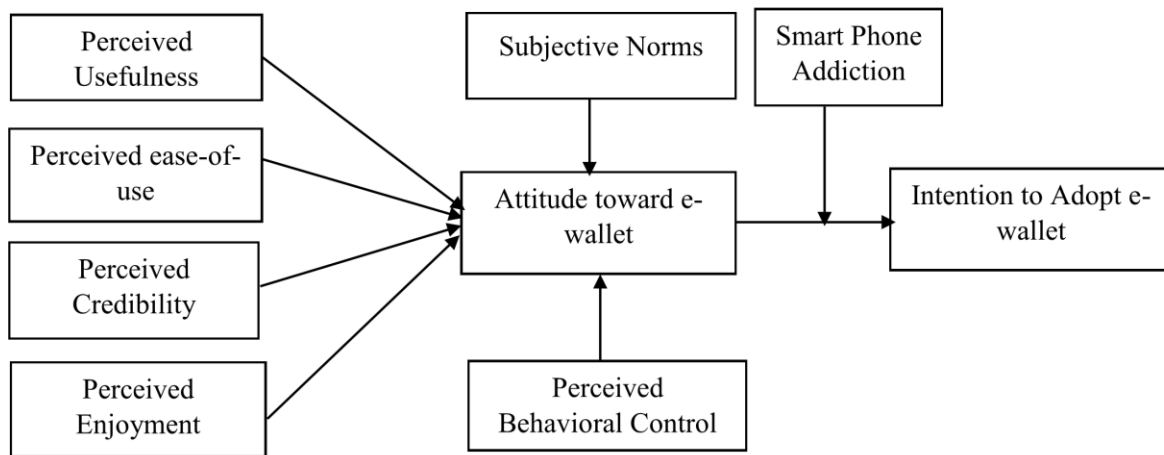 Perceived
Usefulness
Subjective Norms
Smart Phone
Addiction
Perceived ease-of-
use
Attitude toward e-
wallet
Intention to Adopt e-
wallet
Perceived
Credibility
Perceived
Enjoyment
Perceived
Behavioral Control